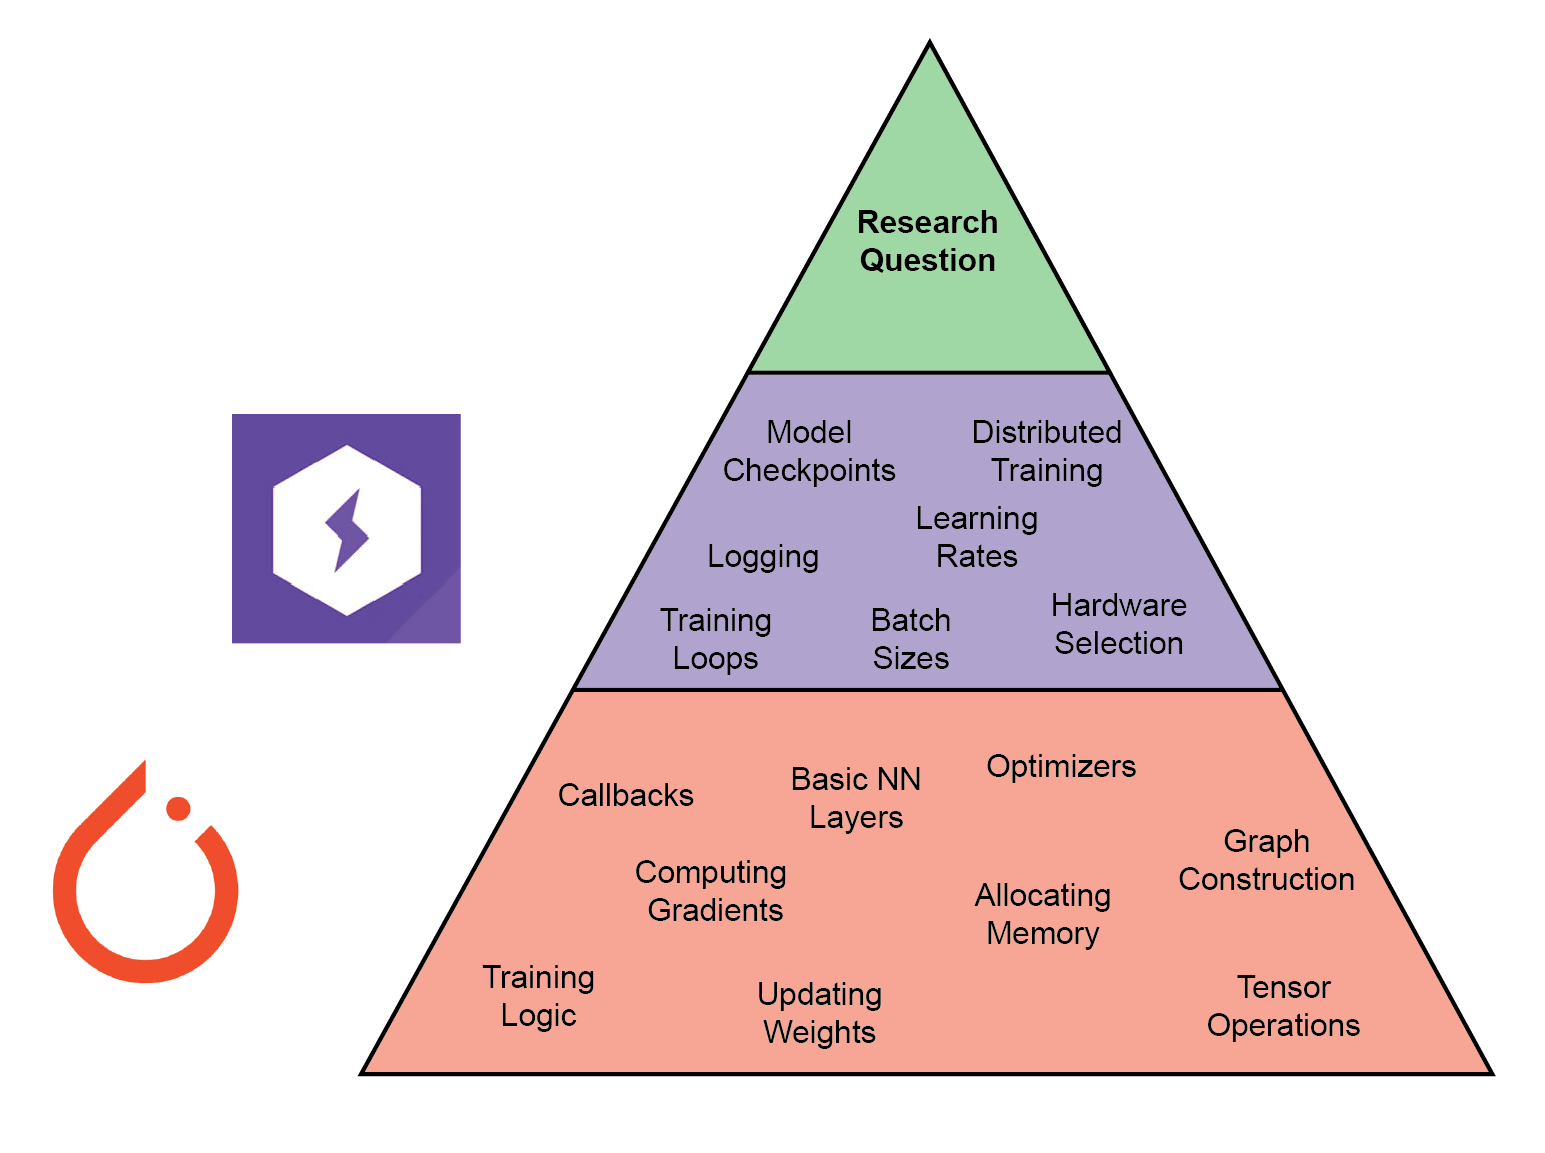 Research
Question
Model
Checkpoints
Distributed
Training
Learning
Rates
Logging
Training
Loops
Batch
Sizes
Hardware
Selection
Callbacks
Basic NN
Layers
Optimizers
Graph
Construction
Computing
Gradients
Allocating
Memory
Training
Logic
Updating
Weights
Tensor
Operations